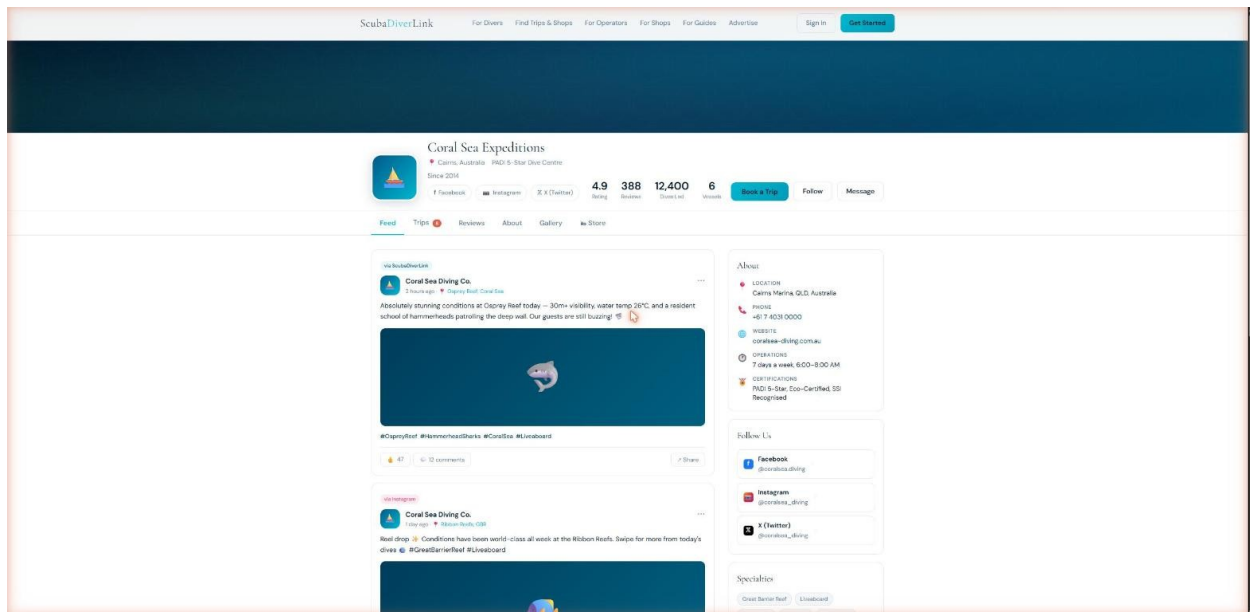 ScubaDiverLink
For Divers Find Trips & Shops For Operators For Shops For Guides Advertise
Sign In Get Started
Coral Sea Expeditions
Cairns, Australia PADI 5-Star Dive Centre
Since 2014
f Facebook Instagram X X (Twitter)
4.9 388 12,400 6
Rating Reviews Divers Led Vessels
Book a Trip Follow Message
Feed Trips Reviews About Gallery Store
via ScubaDiverLink
Coral Sea Diving Co. ...
2 hours ago · Osprey Reef, Coral Sea
Absolutely stunning conditions at Osprey Reef today — 30m+ visibility, water temp 26°C, and a resident
school of hammerheads patrolling the deep wall. Our guests are still buzzing!
#OspreyReef #HammerheadSharks #CoralSea #Liveaboard
47 12 comments Share
via Instagram
Coral Sea Diving Co. ...
1 day ago · Ribbon Reefs, GBR
Reel drop Conditions have been world-class all week at the Ribbon Reefs. Swipe for more from today's
dives #GreatBarrierReef #Liveaboard
About
LOCATION
Cairns Marina, QLD, Australia
PHONE
+61 7 4031 0000
WEBSITE
coralsea-diving.com.au
OPERATIONS
7 days a week, 6:00–8:00 AM
CERTIFICATIONS
PADI 5-Star, Eco-Certified, SSI
Recognised
Follow Us
Facebook
@coralsea.diving
Instagram
@coralsea_diving
X (Twitter)
@coralsea_diving
Specialties
Great Barrier Reef Liveaboard